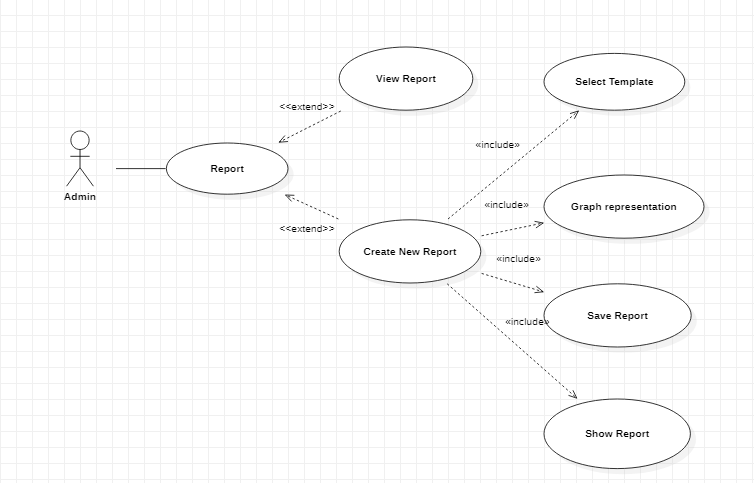 View Report
Select Template
<<extend>>
«include»
Report
Admin
«include»
Graph representation
<<extend>>
Create New Report
«include»
Save Report
«include»
Show Report